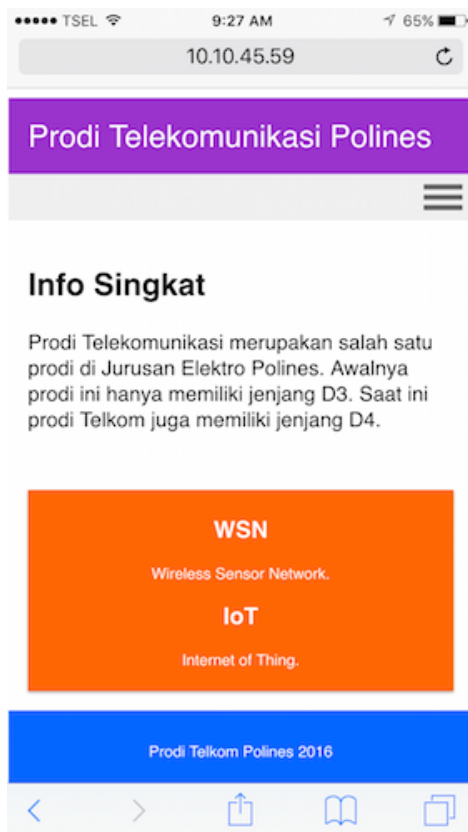 TSEL 9:27 AM 65%
10.10.45.59
Prodi Telekomunikasi Polines
Info Singkat
Prodi Telekomunikasi merupakan salah satu
prodi di Jurusan Elektro Polines. Awalnya
prodi ini hanya memiliki jenjang D3. Saat ini
prodi Telkom juga memiliki jenjang D4.
WSN
Wireless Sensor Network.
IoT
Internet of Thing.
Prodi Telkom Polines 2016